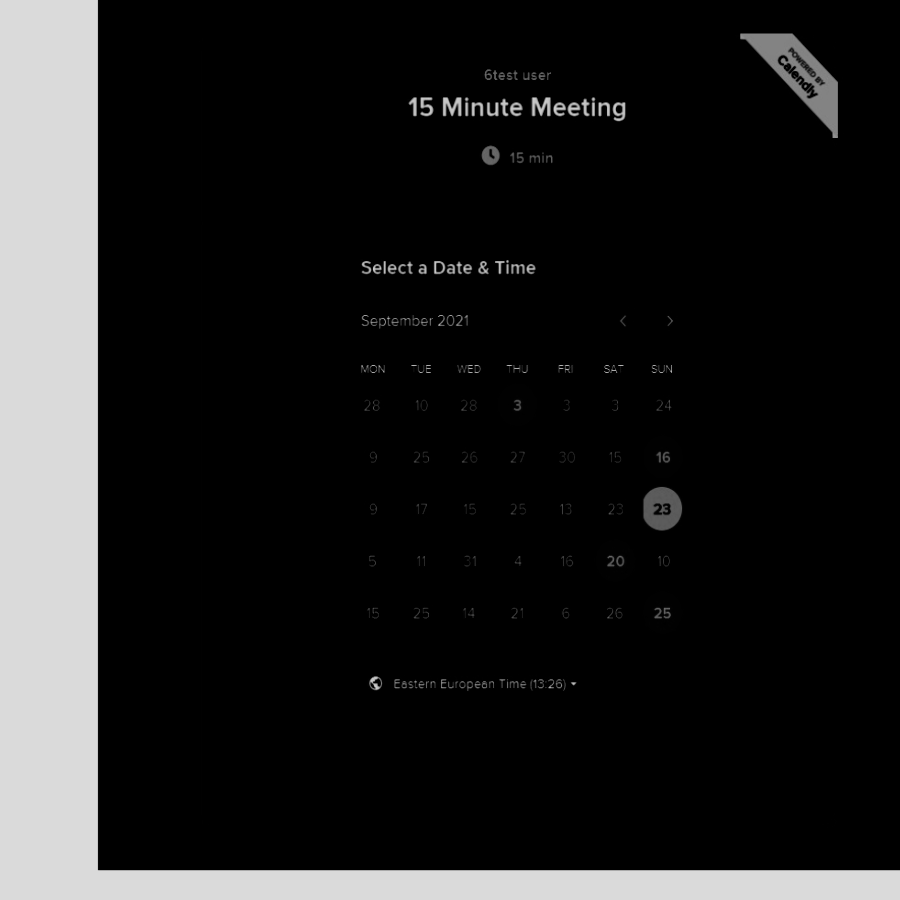 POWERED BY
Calendly
6test user
15 Minute Meeting
15 min
Select a Date & Time
September 2021
MON TUE WED THU FRI SAT SUN
28 10 28 3 3 3 24
9 25 26 27 30 15 16
9 17 15 25 13 23 23
5 11 31 4 16 20 10
15 25 14 21 6 26 25
Eastern European Time (13:26)